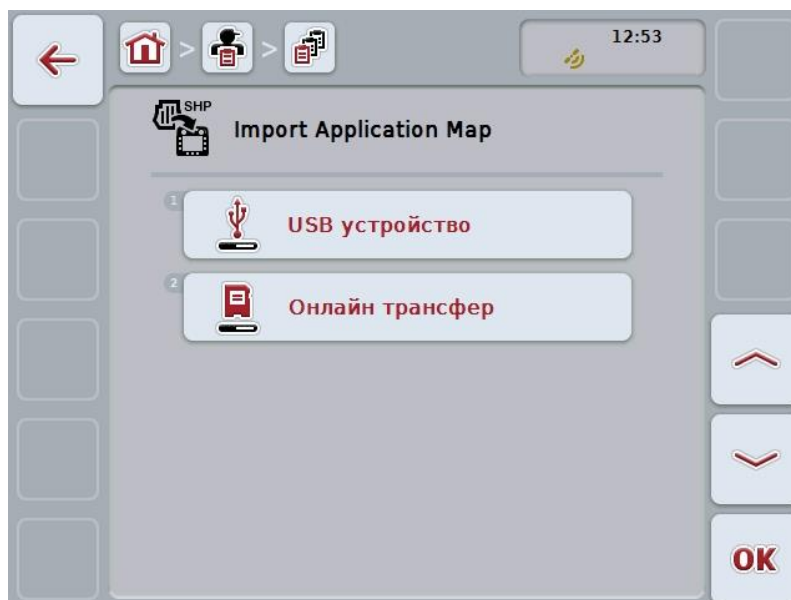 12:53
SHP
Import Application Map
1
USB устройство
2
Онлайн трансфер
OK